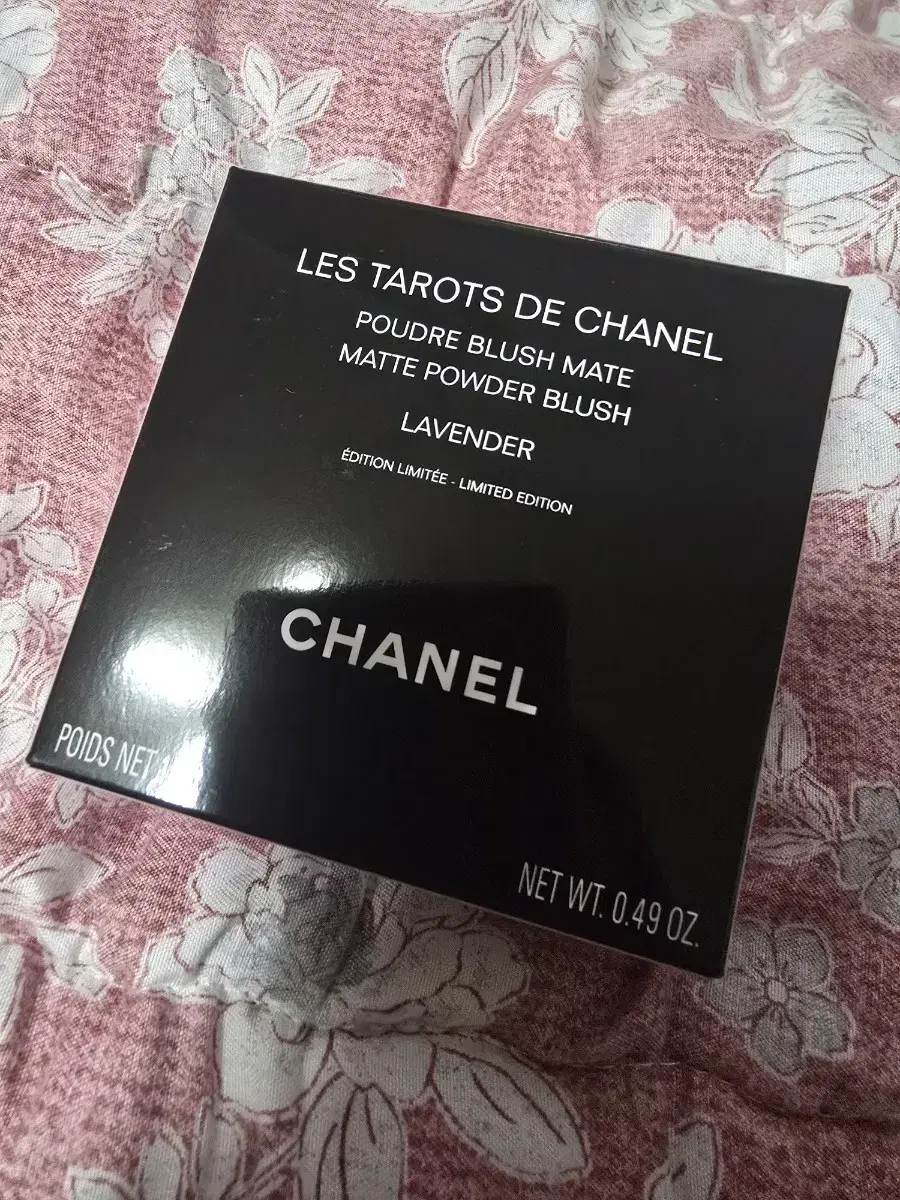 LES TAROTS DE CHANEL
POUDRE BLUSH MATE
MATTE POWDER BLUSH
LAVENDER
ÉDITION LIMITÉE - LIMITED EDITION
CHANEL
POIDS NET
NET WT. 0.49 OZ.